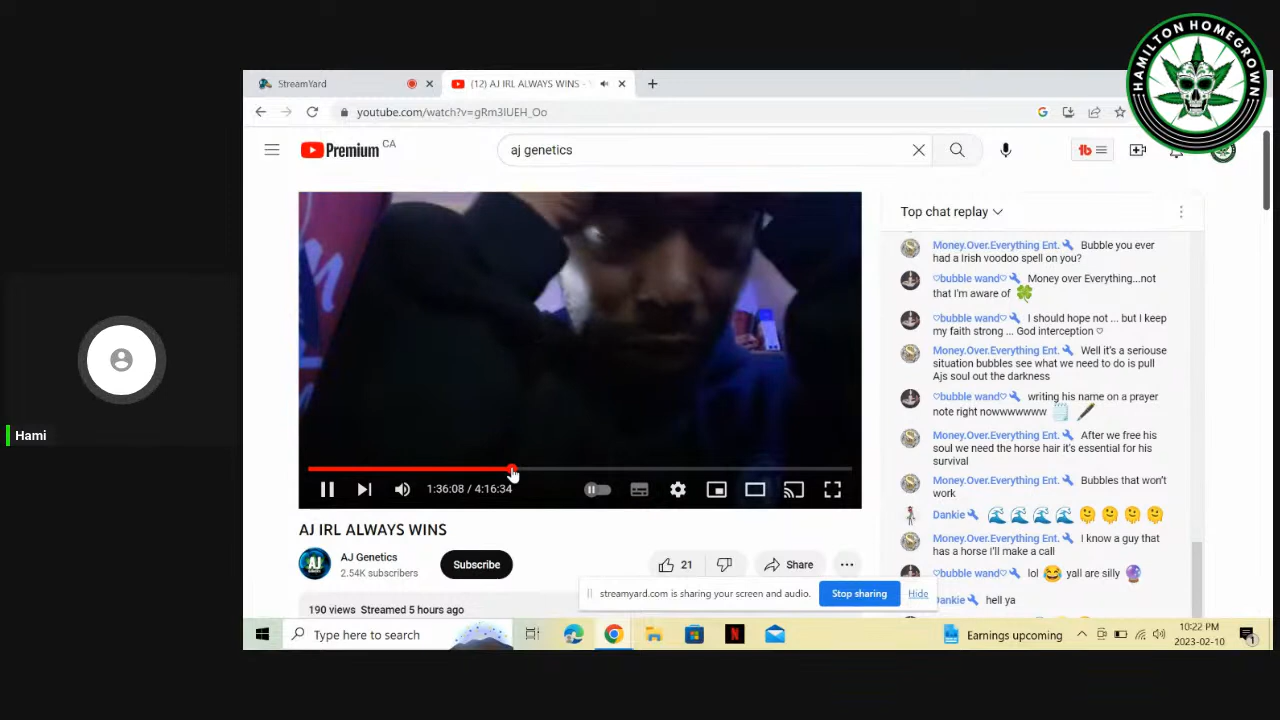 HAMILTON HOMEGROWN
StreamYard
(12) AJ IRL ALWAYS WINS -
youtube.com/watch?v=gRm3lUEH_Oo
Premium CA
aj genetics
Top chat replay
Money.Over.Everything Ent. Bubble you ever
had a Irish voodoo spell on you?
♡bubble wand♡ Money over Everything...not
that I'm aware of 🍀
♡bubble wand♡ I should hope not ... but I keep
my faith strong ... God interception ♡
Money.Over.Everything Ent. Well it's a seriouse
situation bubbles see what we need to do is pull
Ajs soul out the darkness
♡bubble wand♡ writing his name on a prayer
note right nowwwwwww
Money.Over.Everything Ent. After we free his
soul we need the horse hair it's essential for his
survival
Money.Over.Everything Ent. Bubbles that won't
work
Dankie 🌊🌊🌊🌊🫠🫠🫠🫠
Money.Over.Everything Ent. I know a guy that
has a horse I'll make a call
♡bubble wand♡ lol 😂 yall are silly 🔮
Dankie hell ya
Hami
1:36:08 / 4:16:34
AJ IRL ALWAYS WINS
AJ Genetics
2.54K subscribers
Subscribe
21
Share
streamyard.com is sharing your screen and audio.
Stop sharing
Hide
190 views Streamed 5 hours ago
Type here to search
Earnings upcoming
10:22 PM
2023-02-10